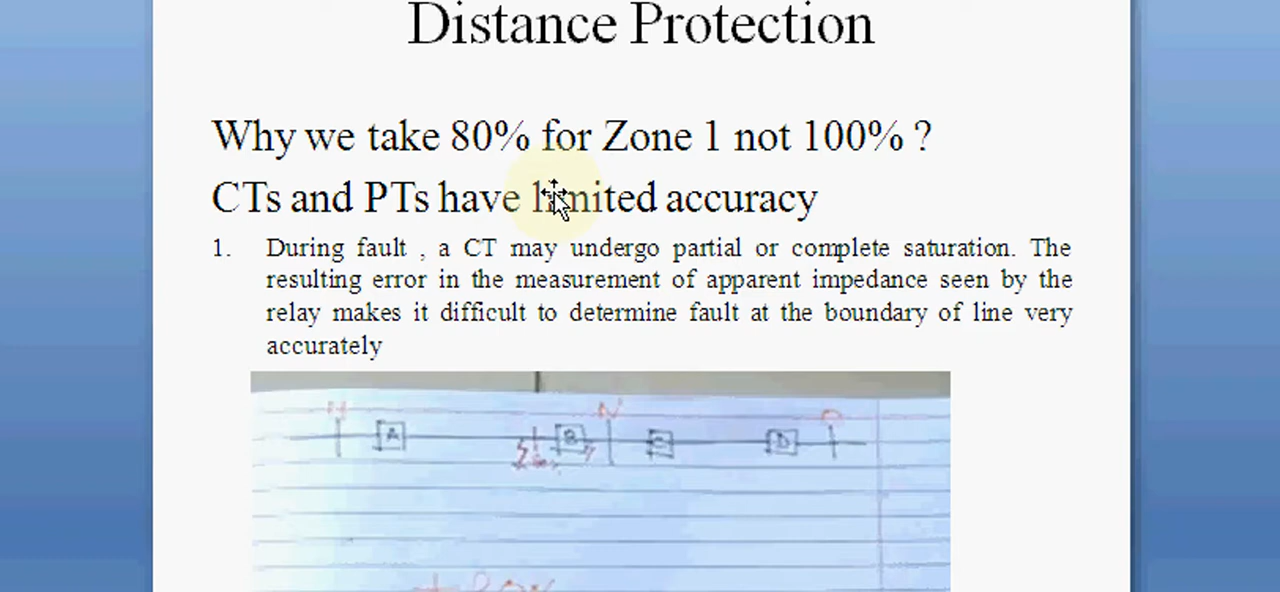 Distance Protection
Why we take 80% for Zone 1 not 100% ?
CTs and PTs have limited accuracy
1. During fault , a CT may undergo partial or complete saturation. The
resulting error in the measurement of apparent impedance seen by the
relay makes it difficult to determine fault at the boundary of line very
accurately
A B C D